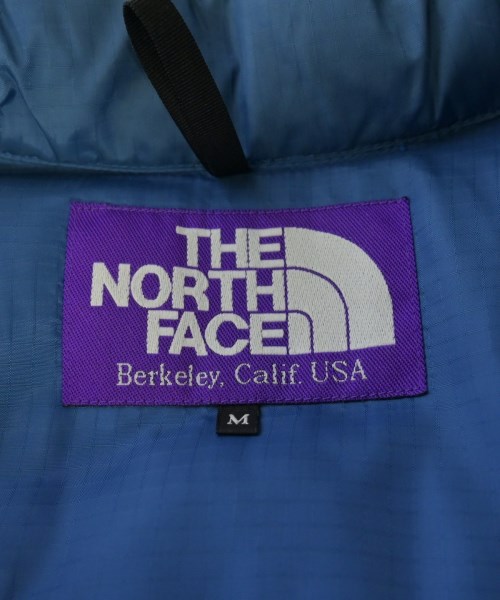 THE
NORTH
FACE
Berkeley, Calif. USA
M